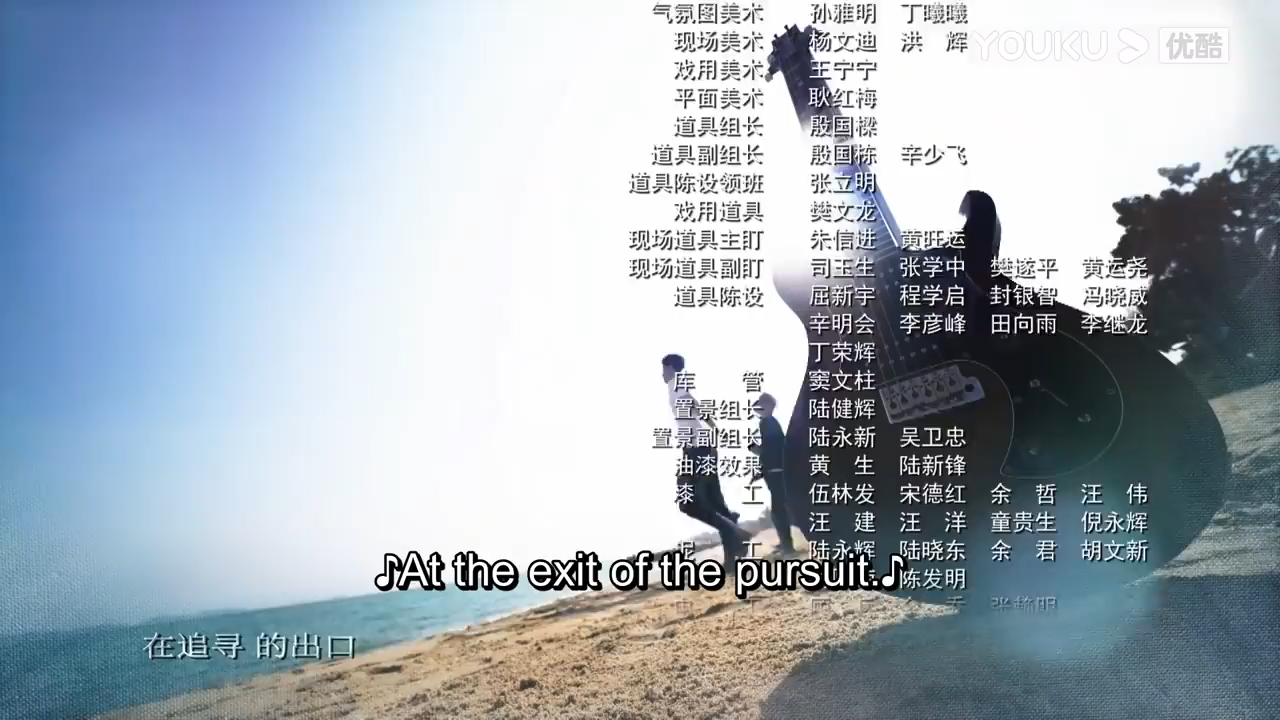 气氛图美术 孙雅明 丁曦曦
YOUKU 优酷
现场美术 杨文迪 洪 辉
戏用美术 王宁宁
平面美术 耿红梅
道具组长 殷国樑
道具副组长 殷国栋 辛少飞
道具陈设领班 张立明
戏用道具 樊文龙
现场道具主盯 朱信进 黄旺运
现场道具副盯 司玉生 张学中 樊遂平 黄运尧
道具陈设 屈新宇 程学启 封银智 冯晓威
辛明会 李彦峰 田向雨 李继龙
丁荣辉
库 管 窦文柱
置景组长 陆健辉
置景副组长 陆永新 吴卫忠
油漆效果 黄 生 陆新锋
漆 工 伍林发 宋德红 余 哲 汪 伟
汪 建 汪 洋 童贵生 倪永辉
泥 工 陆永辉 陆晓东 余 君 胡文新
♪At the exit of the pursuit.♪
陈发明
在追寻 的出口